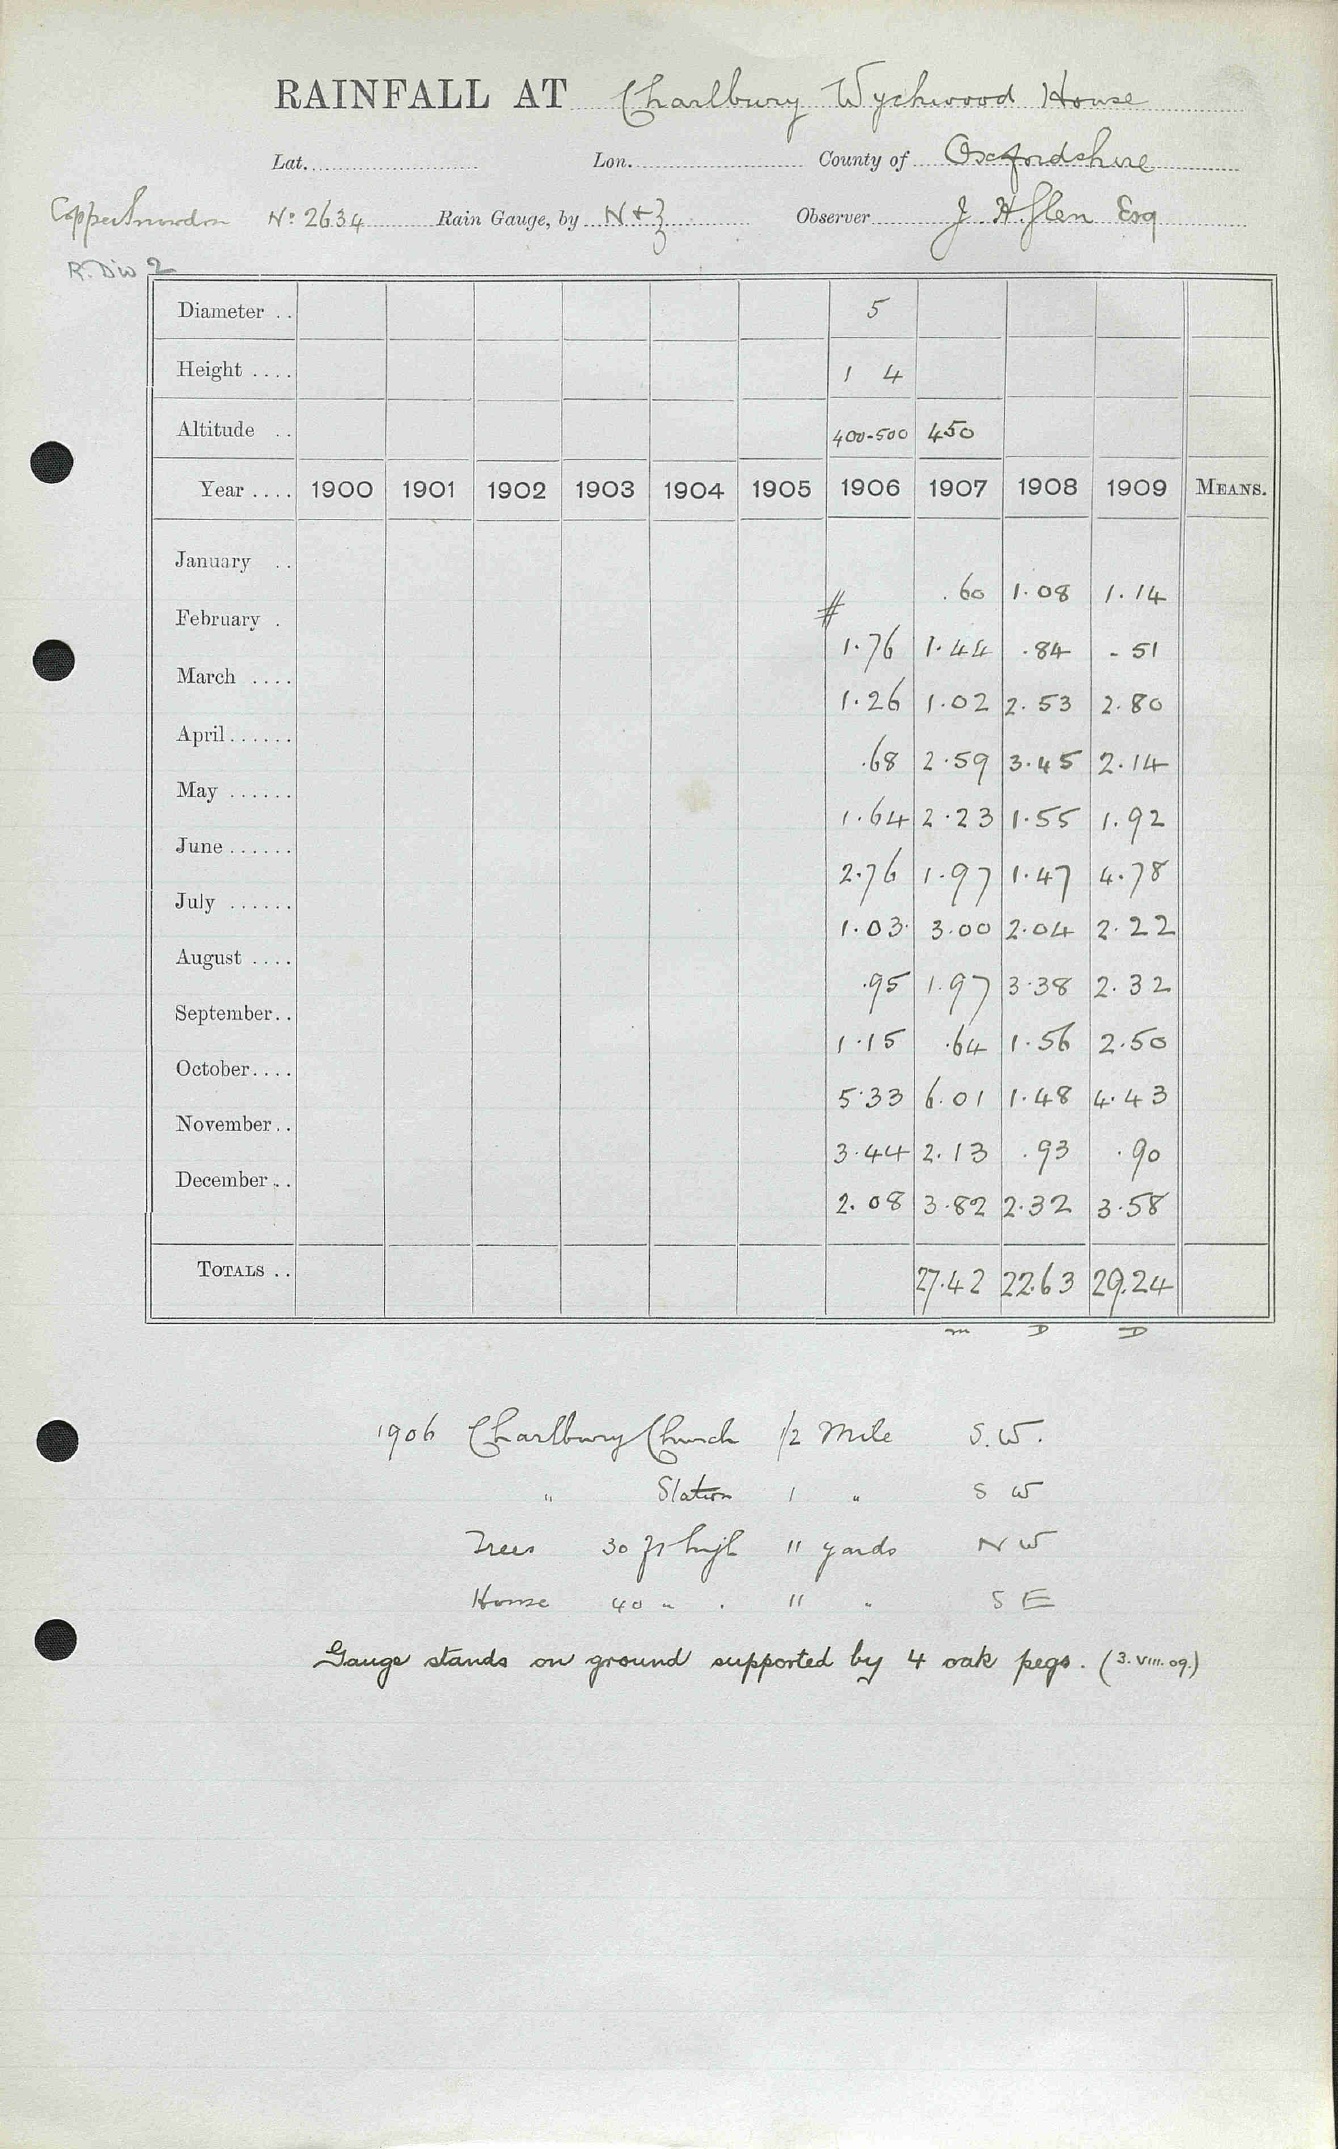 RAINFALL AT Charlbury Wychwood House
Lat. Lon. County of Oxfordshire
Copper Snowdon No 2634 Rain Gauge, by N & Z Observer J H Glen Esq
R. Div 2
Diameter .. 5
Height .... 1 4
Altitude .. 400-500 450
Year .... 1900 1901 1902 1903 1904 1905 1906 1907 1908 1909 MEANS.
January .. .60 1.08 1.14
February . # 1.76 1.44 .84 .51
March .... 1.26 1.02 2.53 2.80
April...... .68 2.59 3.45 2.14
May ...... 1.64 2.23 1.55 1.92
June...... 2.76 1.97 1.47 4.78
July ...... 1.03 3.00 2.04 2.22
August .... .95 1.97 3.38 2.32
September.. 1.15 .64 1.56 2.50
October.... 5.33 6.01 1.48 4.43
November.. 3.44 2.13 .93 .90
December.. 2.08 3.82 2.32 3.58
TOTALS .. 27.42 22.63 29.24
m D D
1906 Charlbury Church 1/2 Mile S.W.
" Station 1 " S W
Trees 30 ft high 11 yards N W
House 40 " . 11 " S E
Gauge stands on ground supported by 4 oak pegs. (3.VIII.09.)